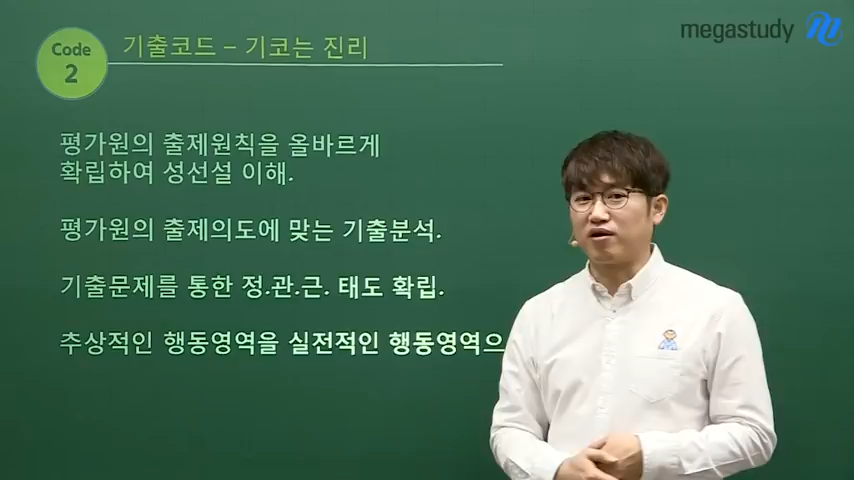 megastudy
Code
2
기출코드 – 기코는 진리
평가원의 출제원칙을 올바르게
확립하여 성선설 이해.
평가원의 출제의도에 맞는 기출분석.
기출문제를 통한 정.관.근. 태도 확립.
추상적인 행동영역을 실전적인 행동영역으